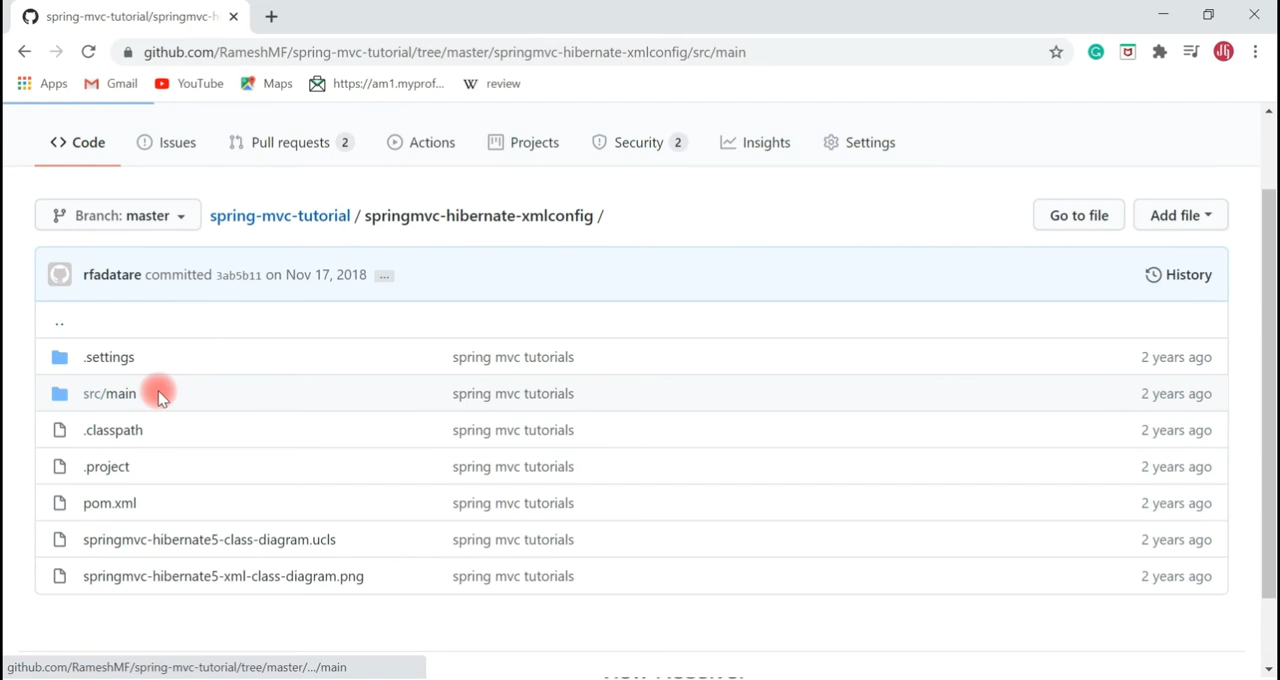 spring-mvc-tutorial/springmvc-h
github.com/RameshMF/spring-mvc-tutorial/tree/master/springmvc-hibernate-xmlconfig/src/main
Apps Gmail YouTube Maps https://am1.myprof... W review
<> Code Issues Pull requests 2 Actions Projects Security 2 Insights Settings
Branch: master spring-mvc-tutorial / springmvc-hibernate-xmlconfig / Go to file Add file
rfadatare committed 3ab5b11 on Nov 17, 2018 ... History
..
.settings spring mvc tutorials 2 years ago
src/main spring mvc tutorials 2 years ago
.classpath spring mvc tutorials 2 years ago
.project spring mvc tutorials 2 years ago
pom.xml spring mvc tutorials 2 years ago
springmvc-hibernate5-class-diagram.ucls spring mvc tutorials 2 years ago
springmvc-hibernate5-xml-class-diagram.png spring mvc tutorials 2 years ago
github.com/RameshMF/spring-mvc-tutorial/tree/master/.../main